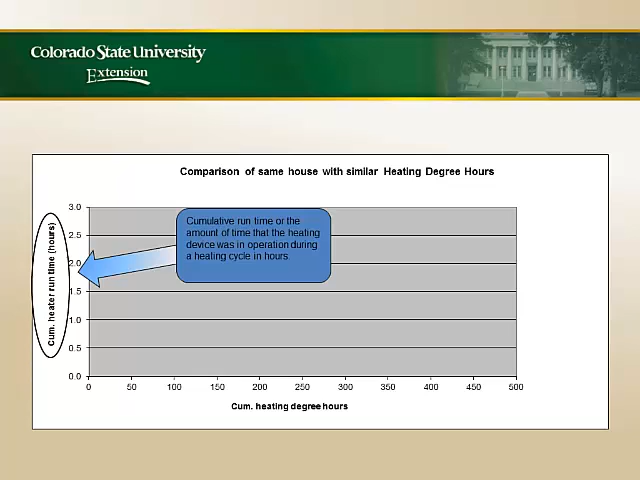 Colorado State University
Extension
Comparison of same house with similar Heating Degree Hours
Cum. heater run time (hours)
3.0
2.5
2.0
1.5
1.0
0.5
0.0
Cumulative run time or the
amount of time that the heating
device was in operation during
a heating cycle in hours.
0 50 100 150 200 250 300 350 400 450 500
Cum. heating degree hours